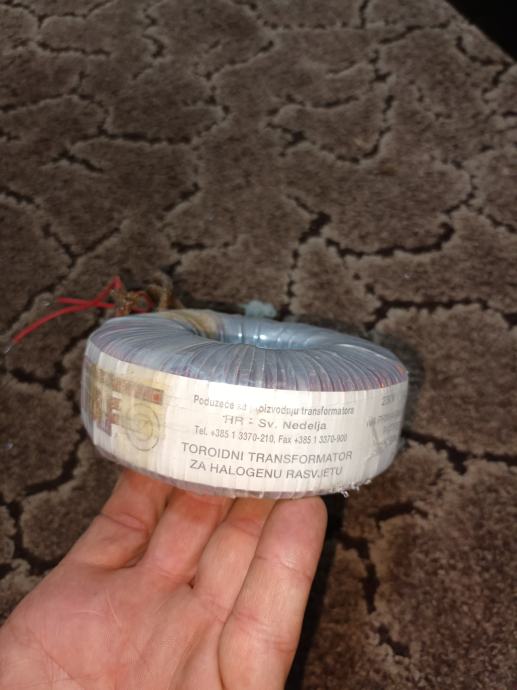 Poduzeće za proizvodnju transformatora
HR - Sv. Nedelja
Tel. +385 1 3370-210, Fax +385 1 3370-900
TOROIDNI TRANSFORMATOR
ZA HALOGENU RASVJETU